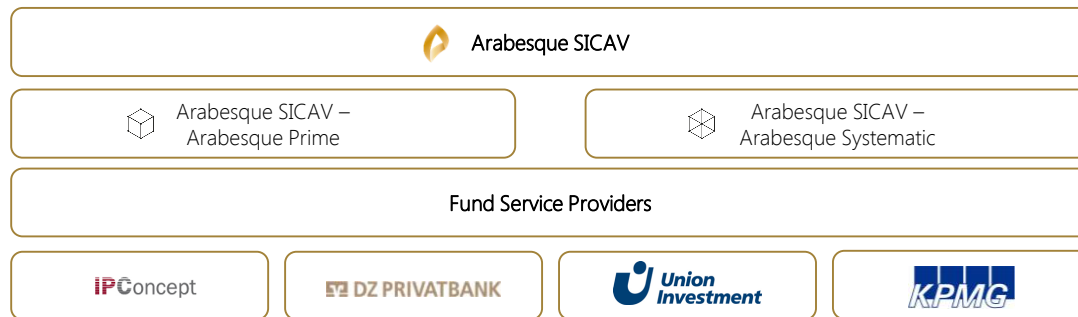 Arabesque SICAV
Arabesque SICAV –
Arabesque Prime
Arabesque SICAV –
Arabesque Systematic
Fund Service Providers
IPConcept
DZ PRIVATBANK
Union
Investment
KPMG